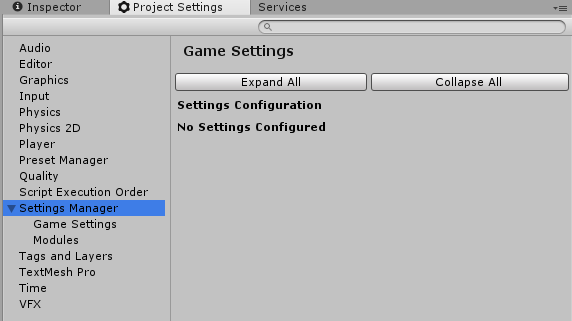 Inspector
Project Settings
Services
Audio
Editor
Graphics
Input
Physics
Physics 2D
Player
Preset Manager
Quality
Script Execution Order
Settings Manager
Game Settings
Modules
Tags and Layers
TextMesh Pro
Time
VFX
Game Settings
Expand All
Collapse All
Settings Configuration
No Settings Configured